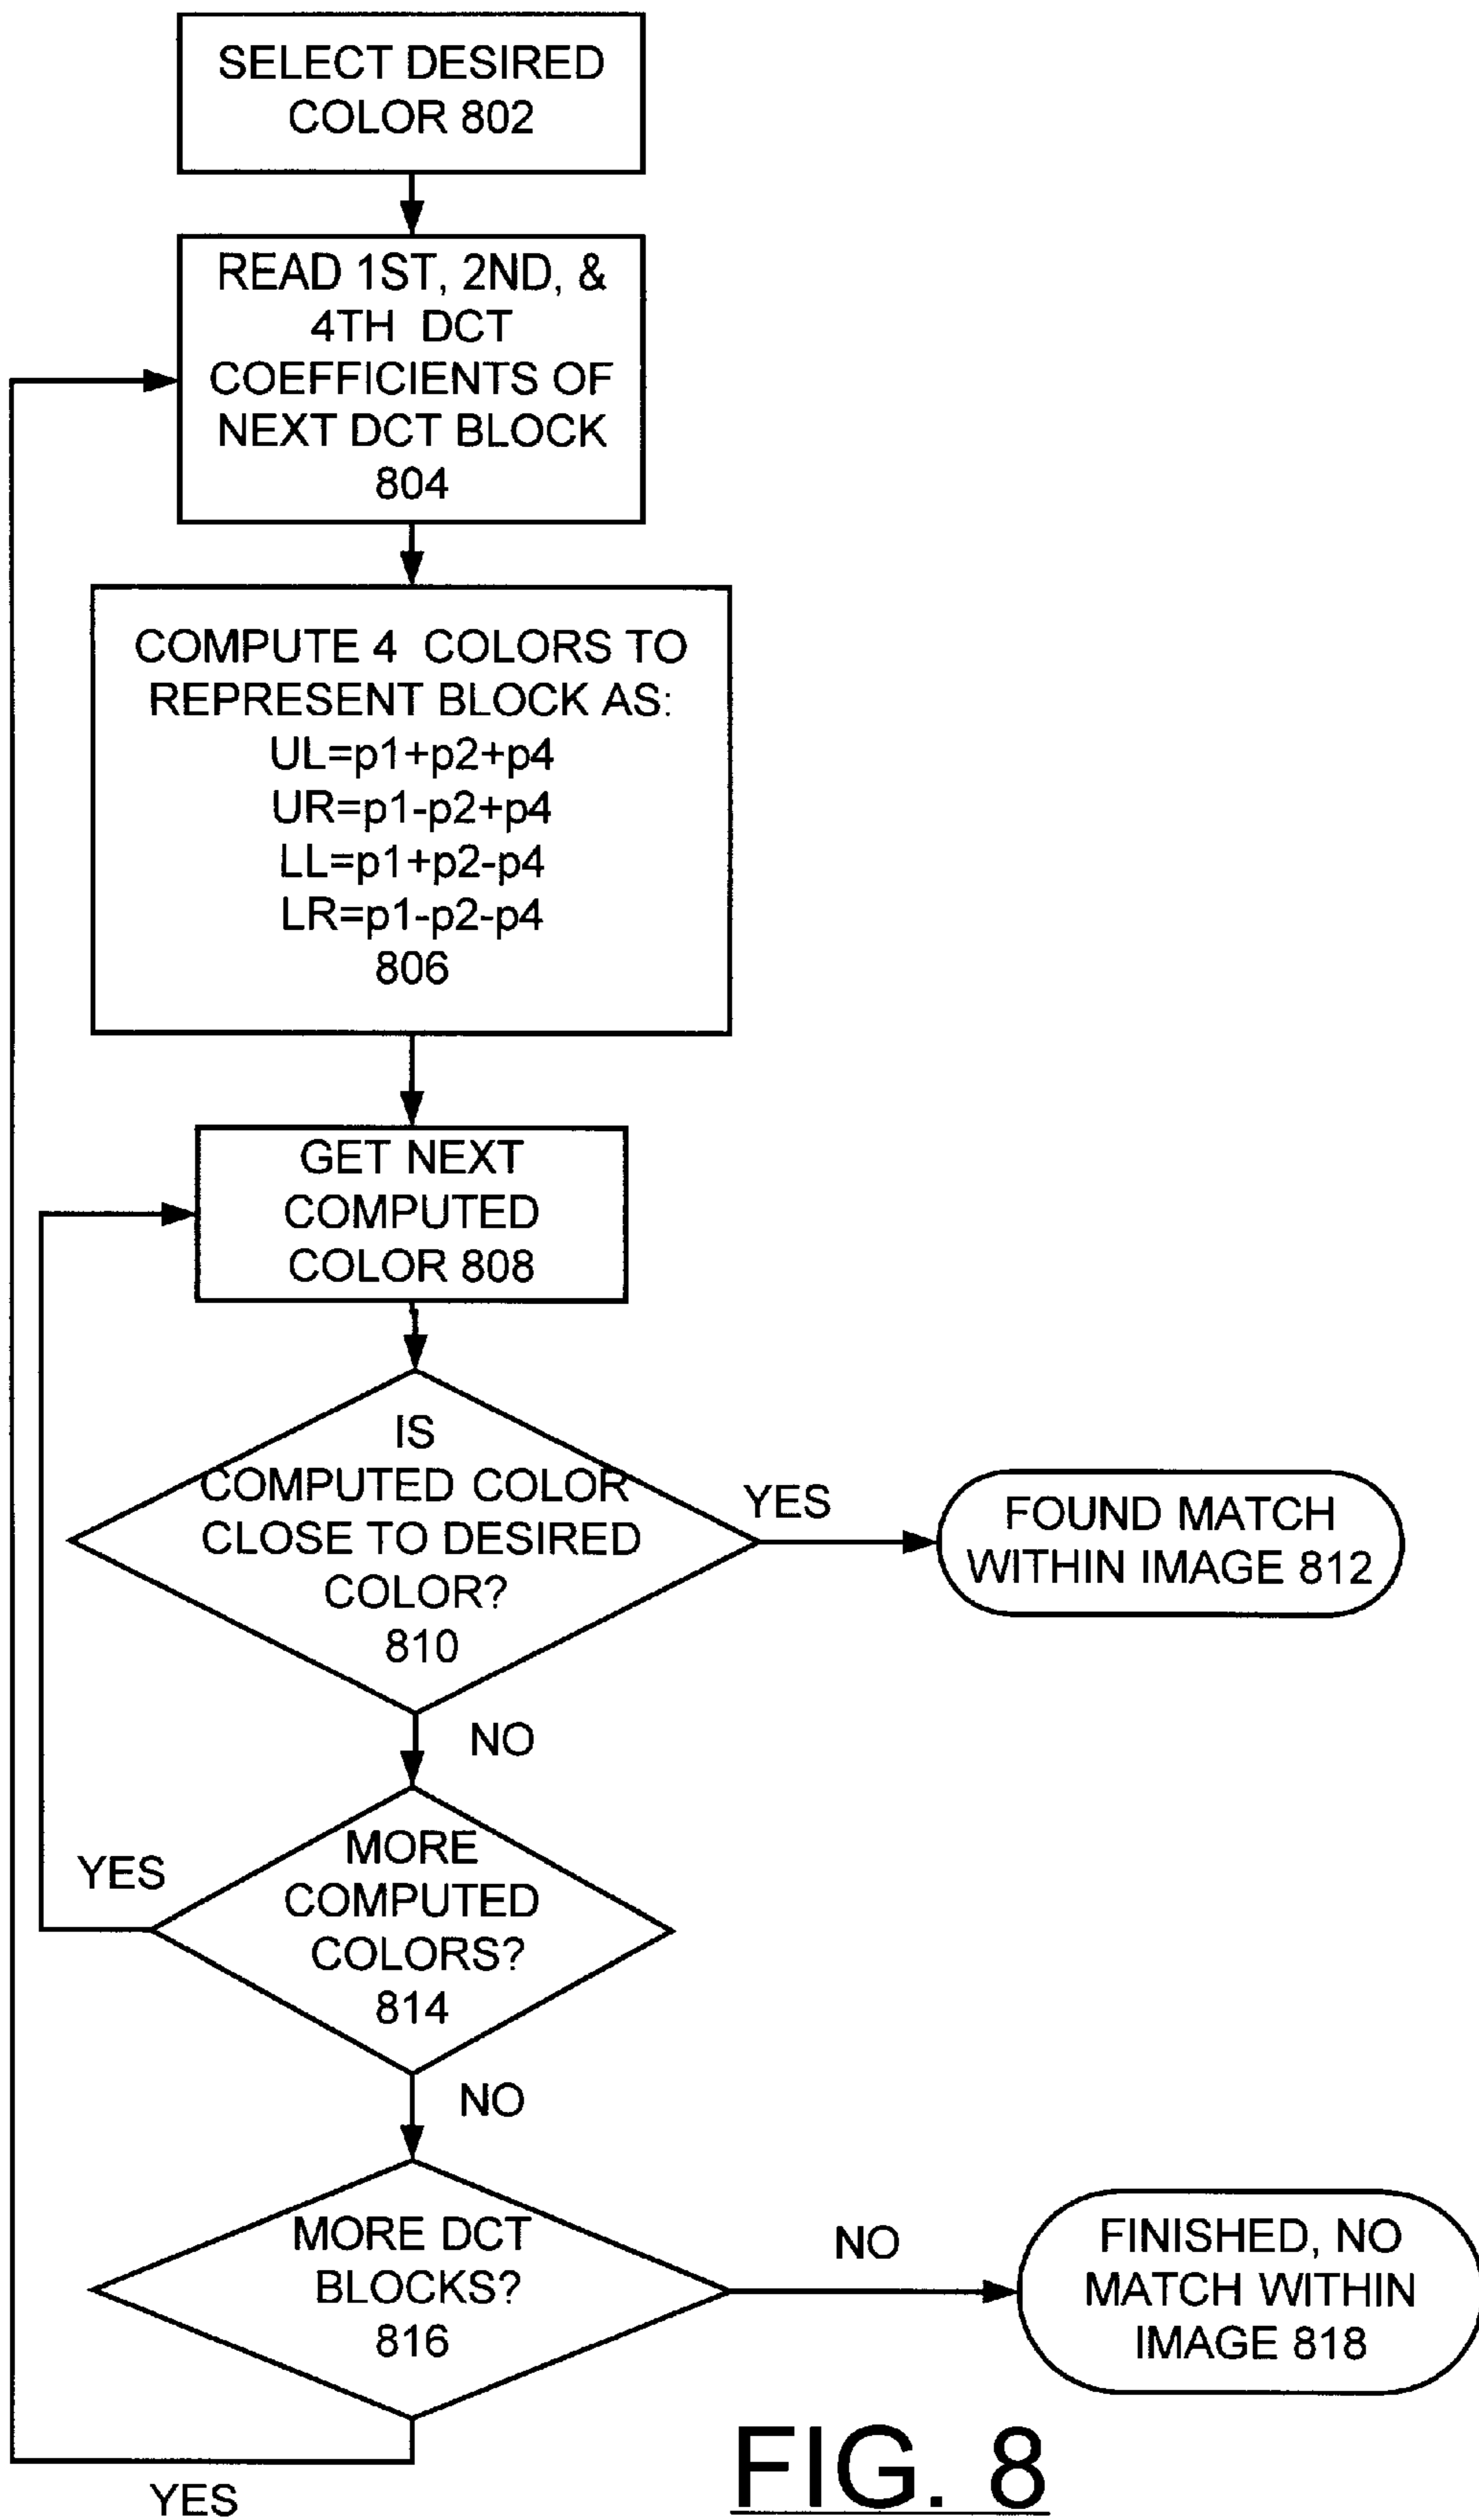 SELECT DESIRED
COLOR 802
READ 1ST, 2ND, &
4TH DCT
COEFFICIENTS OF
NEXT DCT BLOCK
804
COMPUTE 4 COLORS TO
REPRESENT BLOCK AS:
UL=p1+p2+p4
UR=p1-p2+p4
LL=p1+p2-p4
LR=p1-p2-p4
806
GET NEXT
COMPUTED
COLOR 808
IS
COMPUTED COLOR
CLOSE TO DESIRED
COLOR?
810
YES
FOUND MATCH
WITHIN IMAGE 812
NO
MORE
COMPUTED
COLORS?
814
YES
NO
MORE DCT
BLOCKS?
816
NO
FINISHED, NO
MATCH WITHIN
IMAGE 818
YES
FIG. 8